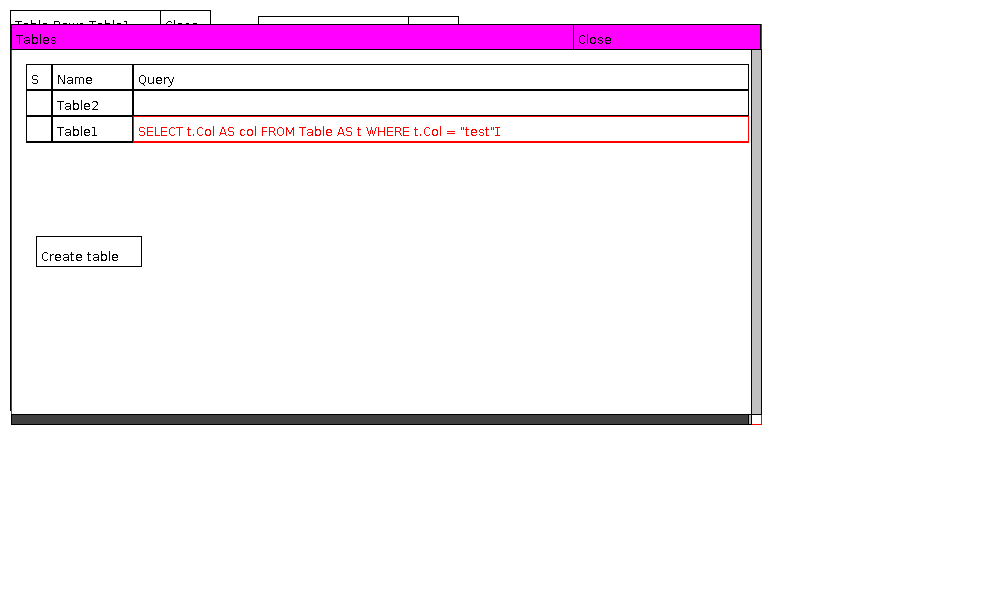 Table Rows Table1 Close
Tables Close
S Name Query
Table2
Table1 SELECT t.Col AS col FROM Table AS t WHERE t.Col = "test"
Create table